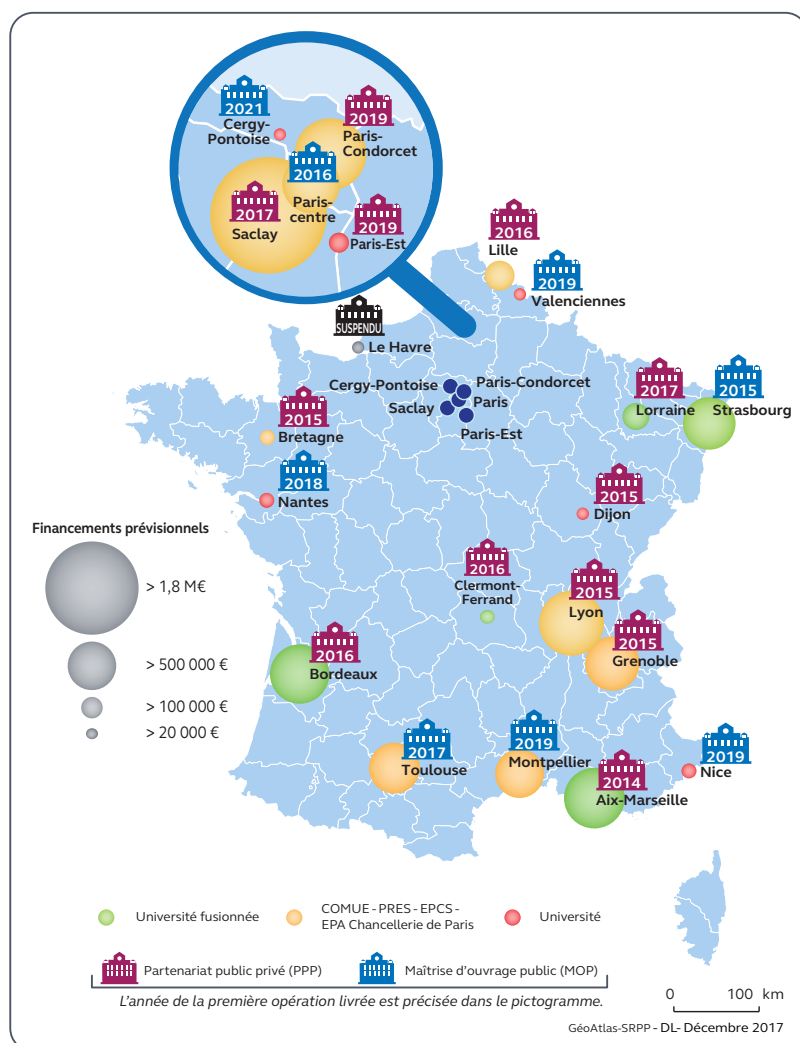 2021
Cergy-
Pontoise
2019
Paris-
Condorcet
2016
Paris-
centre
2017
Saclay
2019
Paris-Est
2016
Lille
2019
Valenciennes
SUSPENDU
Le Havre
Cergy-Pontoise
Paris-Condorcet
Saclay
Paris
Paris-Est
2017
Lorraine
2015
Strasbourg
2015
Bretagne
2018
Nantes
2015
Dijon
Financements prévisionnels
> 1,8 M€
> 500 000 €
> 100 000 €
> 20 000 €
2016
Clermont-
Ferrand
2015
Lyon
2015
Grenoble
2016
Bordeaux
2017
Toulouse
2019
Montpellier
2014
Aix-Marseille
2019
Nice
Université fusionnée
COMUE - PRES - EPCS -
EPA Chancellerie de Paris
Université
Partenariat public privé (PPP)
Maîtrise d'ouvrage public (MOP)
L'année de la première opération livrée est précisée dans le pictogramme.
0 100 km
GéoAtlas-SRPP - DL- Décembre 2017